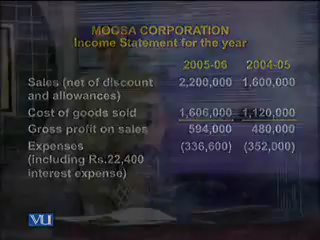 MOOSA CORPORATION
Income Statement for the year
2005-06 2004-05
Sales (net of discount 2,200,000 1,600,000
and allowances)
Cost of goods sold 1,606,000 1,120,000
Gross profit on sales 594,000 480,000
Expenses (336,600) (352,000)
(including Rs.22,400
interest expense)
VU